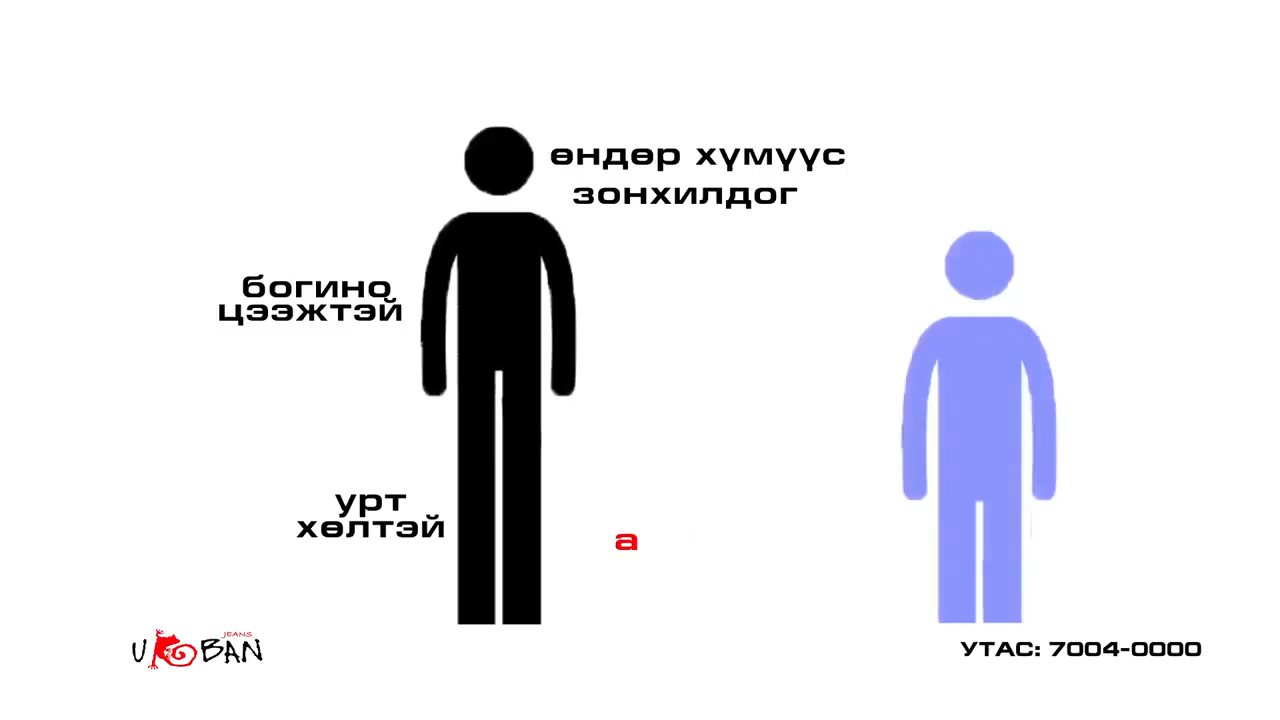 өндөр хүмүүс
зонхилдог
богино
цээжтэй
урт
хөлтэй
а
URBAN
JEANS
УТАС: 7004-0000